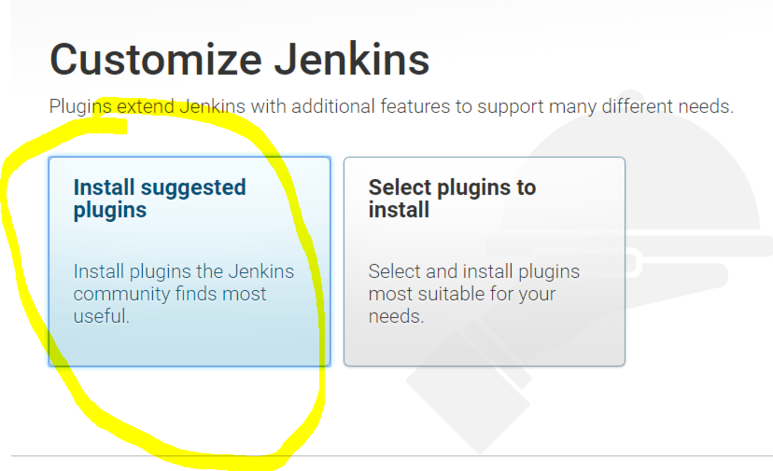 Customize Jenkins
Plugins extend Jenkins with additional features to support many different needs.
Install suggested
plugins
Install plugins the Jenkins
community finds most
useful.
Select plugins to
install
Select and install plugins
most suitable for your
needs.